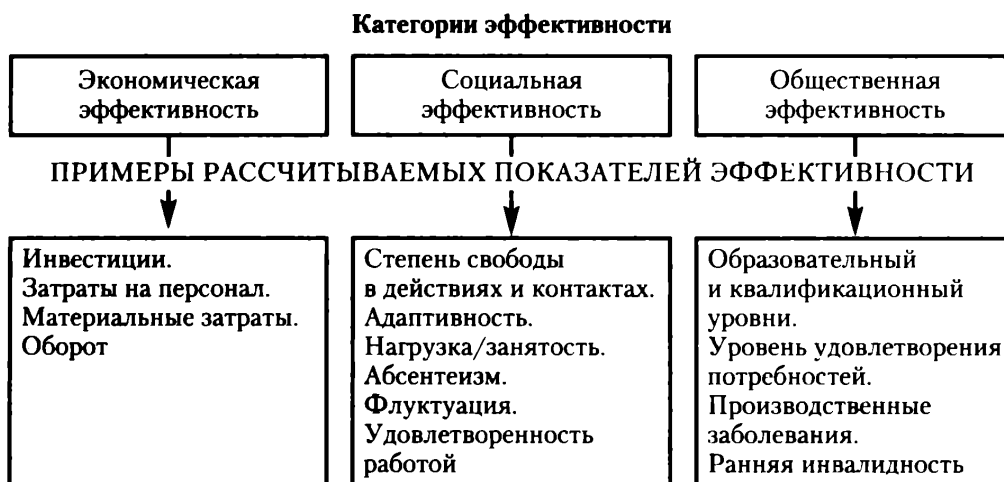 Категории эффективности
Экономическая
эффективность
Социальная
эффективность
Общественная
эффективность
ПРИМЕРЫ РАССЧИТЫВАЕМЫХ ПОКАЗАТЕЛЕЙ ЭФФЕКТИВНОСТИ
Инвестиции.
Затраты на персонал.
Материальные затраты.
Оборот
Степень свободы
в действиях и контактах.
Адаптивность.
Нагрузка/занятость.
Абсентеизм.
Флуктуация.
Удовлетворенность
работой
Образовательный
и квалификационный
уровни.
Уровень удовлетворения
потребностей.
Производственные
заболевания.
Ранняя инвалидность